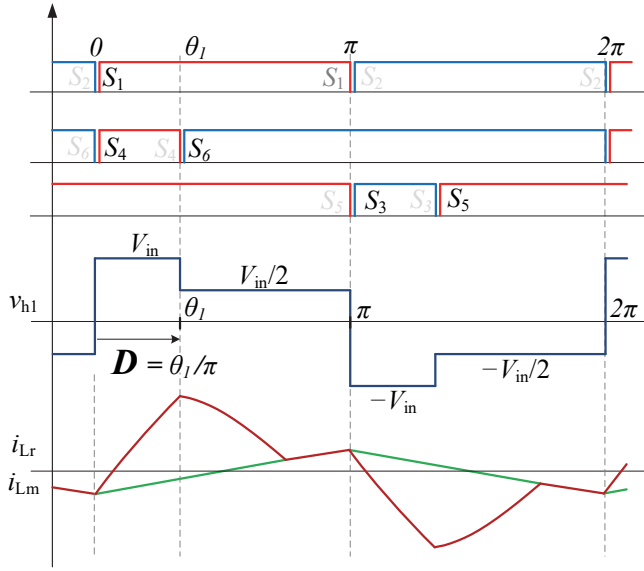 0 θ1 π 2π
S2 S1 S1 S2 S2
S6 S4 S4 S6
S5 S3 S3 S5
Vin
Vin/2
vh1
θ1 π 2π
D = θ1/π
−Vin/2
−Vin
iLr
iLm